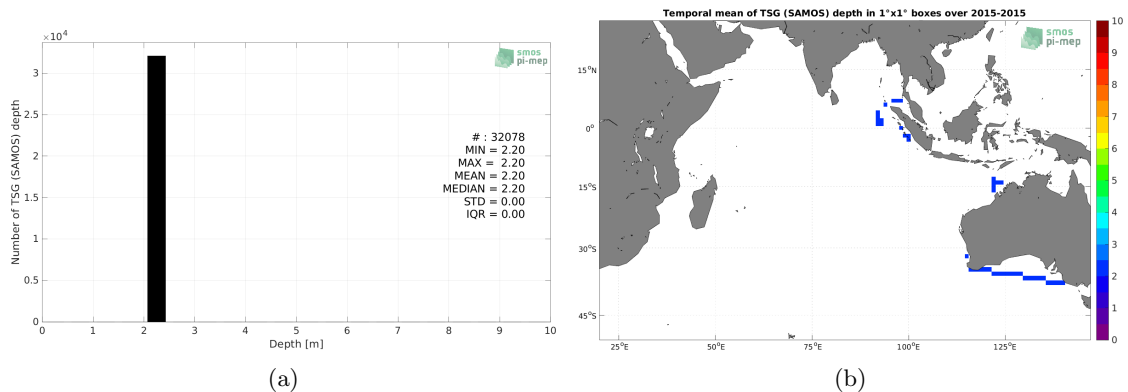 ×10⁴
3
2.5
2
1.5
1
0.5
0
Number of TSG (SAMOS) depth
smos
pi-mep
# : 32078
MIN = 2.20
MAX = 2.20
MEAN = 2.20
MEDIAN = 2.20
STD = 0.00
IQR = 0.00
0 1 2 3 4 5 6 7 8 9 10
Depth [m]
(a)
Temporal mean of TSG (SAMOS) depth in 1°x1° boxes over 2015-2015
smos
pi-mep
15°N
0°
15°S
30°S
45°S
25°E 50°E 75°E 100°E 125°E
10
9
8
7
6
5
4
3
2
1
0
(b)